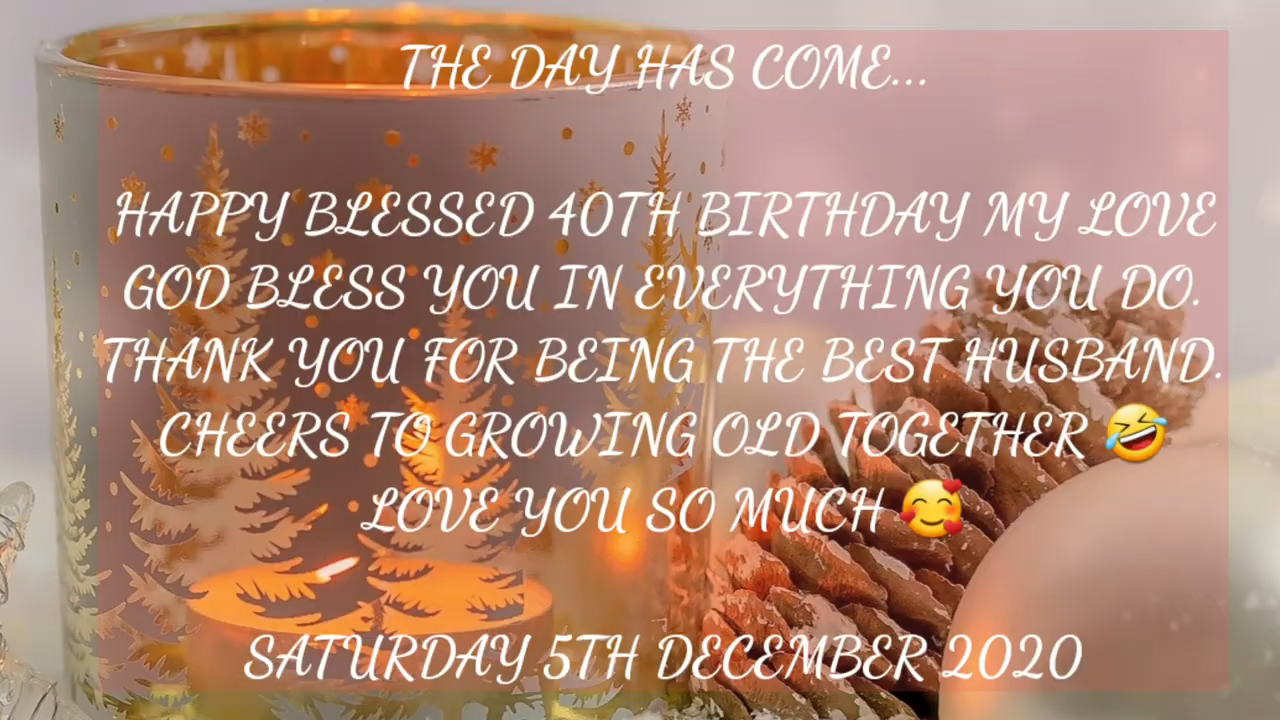 THE DAY HAS COME...
HAPPY BLESSED 40TH BIRTHDAY MY LOVE
GOD BLESS YOU IN EVERYTHING YOU DO.
THANK YOU FOR BEING THE BEST HUSBAND.
CHEERS TO GROWING OLD TOGETHER 🤣
LOVE YOU SO MUCH 🥰
SATURDAY 5TH DECEMBER 2020